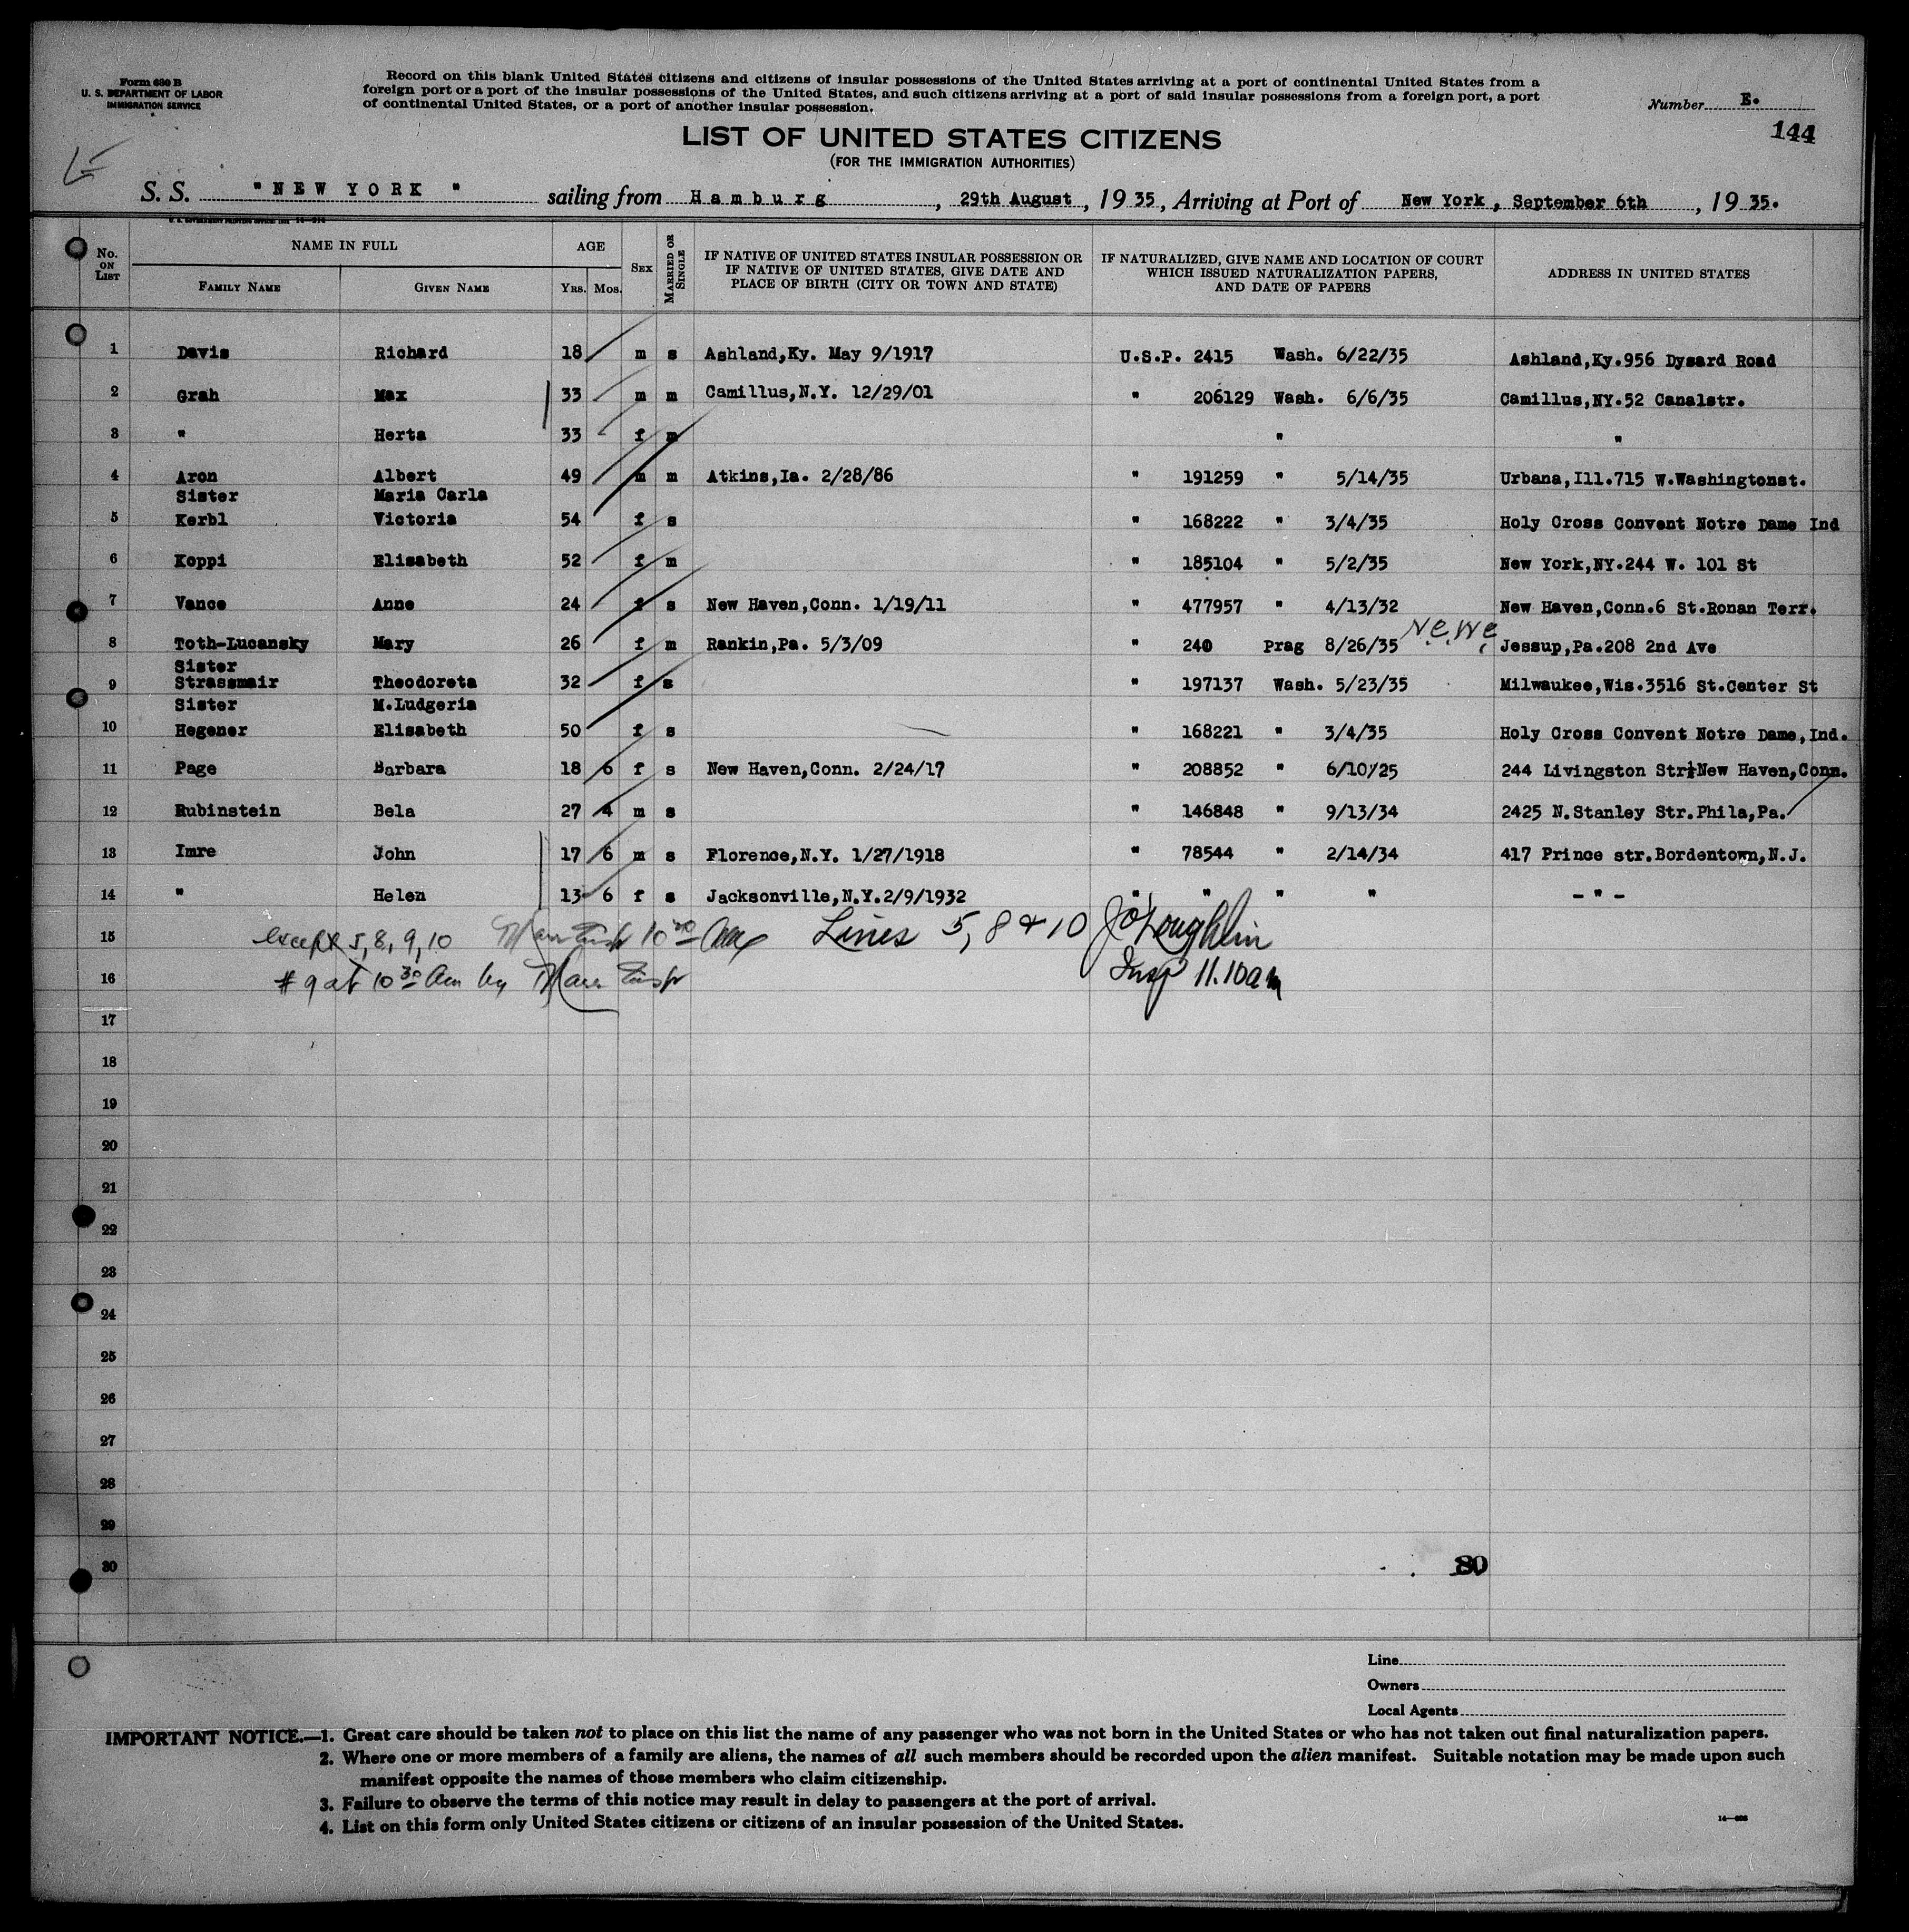 Form 630 B
U. S. DEPARTMENT OF LABOR
IMMIGRATION SERVICE
Record on this blank United States citizens and citizens of insular possessions of the United States arriving at a port of continental United States from a
foreign port or a port of the insular possessions of the United States, and such citizens arriving at a port of said insular possessions from a foreign port, a port
of continental United States, or a port of another insular possession.
Number E.
144
LIST OF UNITED STATES CITIZENS
(FOR THE IMMIGRATION AUTHORITIES)
S. S. "NEW YORK" sailing from Hamburg, 29th August, 1935, Arriving at Port of New York, September 6th, 1935.
No. ON LIST
NAME IN FULL
FAMILY NAME GIVEN NAME
AGE
YRS. MOS.
SEX
MARRIED OR SINGLE
IF NATIVE OF UNITED STATES INSULAR POSSESSION OR
IF NATIVE OF UNITED STATES, GIVE DATE AND
PLACE OF BIRTH (CITY OR TOWN AND STATE)
IF NATURALIZED, GIVE NAME AND LOCATION OF COURT
WHICH ISSUED NATURALIZATION PAPERS,
AND DATE OF PAPERS
ADDRESS IN UNITED STATES
1 Davis Richard 18 m s Ashland,Ky. May 9/1917 U.S.P. 2415 Wash. 6/22/35 Ashland,Ky.956 Dysard Road
2 Grah Max 33 m m Camillus,N.Y. 12/29/01 " 206129 Wash. 6/6/35 Camillus,NY.52 Canalstr.
3 " Herta 33 f m " "
4 Aron Albert 49 m m Atkins,Ia. 2/28/86 " 191259 " 5/14/35 Urbana,Ill.715 W.Washingtonst.
Sister Maria Carla
5 Kerbl Victoria 54 f s " 168222 " 3/4/35 Holy Cross Convent Notre Dame Ind
6 Koppi Elisabeth 52 f m " 185104 " 5/2/35 New York,NY.244 W. 101 St
7 Vance Anne 24 f s New Haven,Conn. 1/19/11 " 477957 " 4/13/32 New Haven,Conn.6 St.Ronan Terr.
8 Toth-Lucansky Mary 26 f m Rankin,Pa. 5/3/09 " 240 Prag 8/26/35 Jessup,Pa.208 2nd Ave
Sister
9 Strassmair Theodoreta 32 f s " 197137 Wash. 5/23/35 Milwaukee,Wis.3516 St.Center St
Sister M.Ludgeria
10 Hegener Elisabeth 50 f s " 168221 " 3/4/35 Holy Cross Convent Notre Dame,Ind.
11 Page Barbara 18 6 f s New Haven,Conn. 2/24/17 " 208852 " 6/10/25 244 Livingston Str.New Haven,Conn.
12 Rubinstein Bela 27 4 m s " 146848 " 9/13/34 2425 N.Stanley Str.Phila,Pa.
13 Imre John 17 6 m s Florence,N.Y. 1/27/1918 " 78544 " 2/14/34 417 Prince str.Bordentown,N.J.
14 " Helen 13 6 f s Jacksonville,N.Y.2/9/1932 " " " " -"-
15 except 5, 8, 9, 10 Lines 5, 8 & 10 J O'Loughlin
16 #9 at 10 30 Am by Insp 11.10am
17
18
19
20
21
22
23
24
25
26
27
28
29
30 30
Line
Owners
Local Agents
IMPORTANT NOTICE.—1. Great care should be taken not to place on this list the name of any passenger who was not born in the United States or who has not taken out final naturalization papers.
2. Where one or more members of a family are aliens, the names of all such members should be recorded upon the alien manifest. Suitable notation may be made upon such
manifest opposite the names of those members who claim citizenship.
3. Failure to observe the terms of this notice may result in delay to passengers at the port of arrival.
4. List on this form only United States citizens or citizens of an insular possession of the United States.